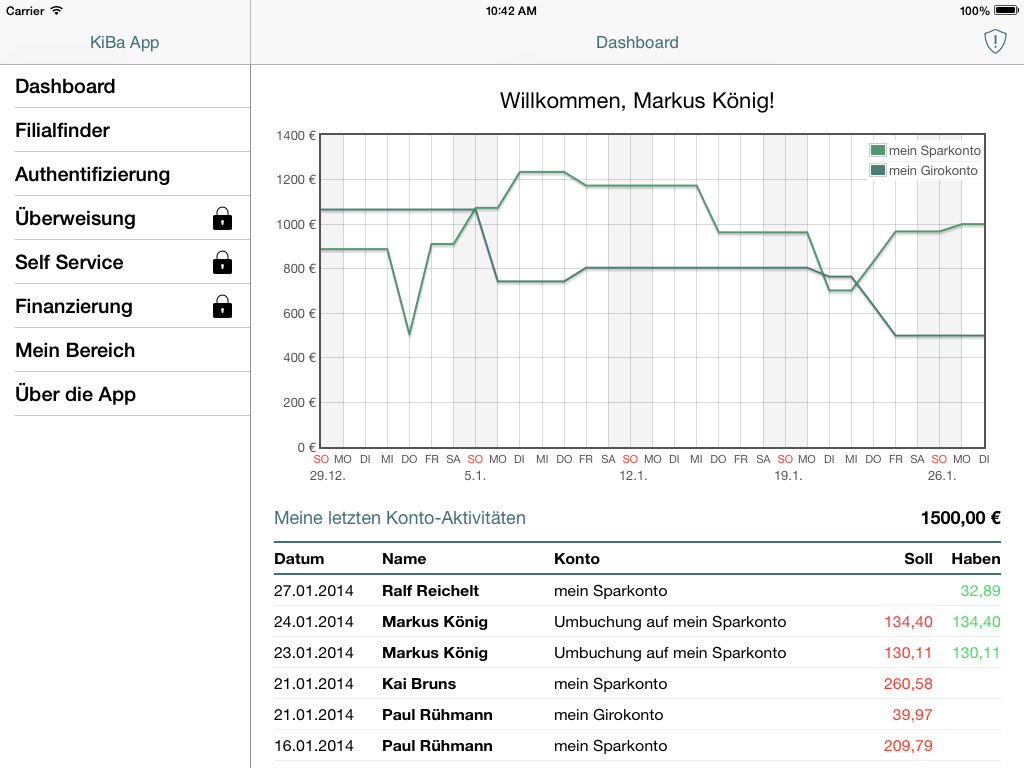 Carrier 10:42 AM 100%
KiBa App Dashboard
Dashboard
Filialfinder
Authentifizierung
Überweisung
Self Service
Finanzierung
Mein Bereich
Über die App
Willkommen, Markus König!
1400 €
1200 €
1000 €
800 €
600 €
400 €
200 €
0 €
mein Sparkonto
mein Girokonto
SO MO DI MI DO FR SA SO MO DI MI DO FR SA SO MO DI MI DO FR SA SO MO DI MI DO FR SA SO MO DI
29.12. 5.1. 12.1. 19.1. 26.1.
Meine letzten Konto-Aktivitäten 1500,00 €
Datum Name Konto Soll Haben
27.01.2014 Ralf Reichelt mein Sparkonto 32,89
24.01.2014 Markus König Umbuchung auf mein Sparkonto 134,40 134,40
23.01.2014 Markus König Umbuchung auf mein Sparkonto 130,11 130,11
21.01.2014 Kai Bruns mein Sparkonto 260,58
21.01.2014 Paul Rühmann mein Girokonto 39,97
16.01.2014 Paul Rühmann mein Sparkonto 209,79